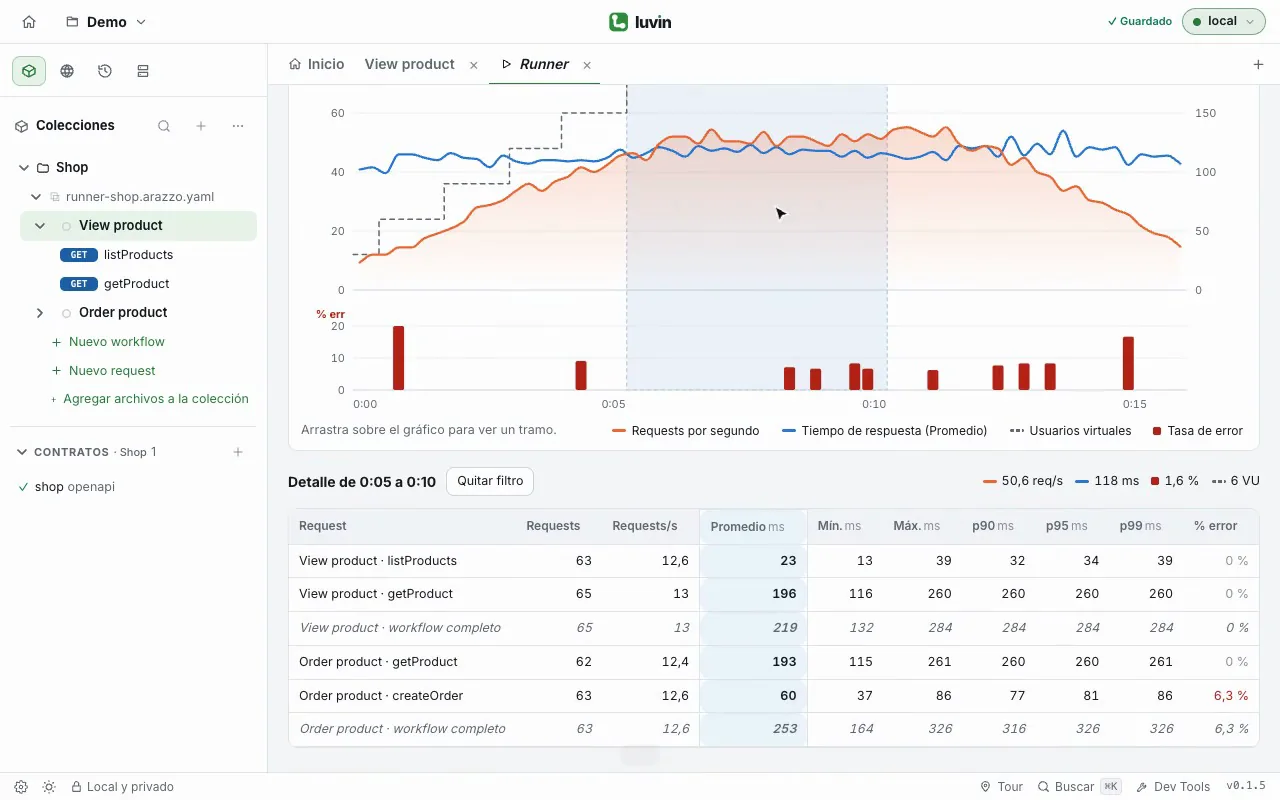 Demo
luvin
Guardado
local
Inicio
View product
Runner
Colecciones
Shop
runner-shop.arazzo.yaml
View product
GET listProducts
GET getProduct
Order product
Nuevo workflow
Nuevo request
Agregar archivos a la colección
CONTRATOS · Shop 1
shop openapi
60 150
40 100
20 50
0 0
% err
20
10
0
0:00 0:05 0:10 0:15
Arrastra sobre el gráfico para ver un tramo.
Requests por segundo Tiempo de respuesta (Promedio) Usuarios virtuales Tasa de error
Detalle de 0:05 a 0:10 Quitar filtro 50,6 req/s 118 ms 1,6 % 6 VU
Request Requests Requests/s Promedio ms Mín. ms Máx. ms p90 ms p95 ms p99 ms % error
View product · listProducts 63 12,6 23 13 39 32 34 39 0 %
View product · getProduct 65 13 196 116 260 260 260 260 0 %
View product · workflow completo 65 13 219 132 284 284 284 284 0 %
Order product · getProduct 62 12,4 193 115 261 260 260 261 0 %
Order product · createOrder 63 12,6 60 37 86 77 81 86 6,3 %
Order product · workflow completo 63 12,6 253 164 326 316 326 326 6,3 %
Local y privado
Tour Buscar ⌘K Dev Tools v0.1.5